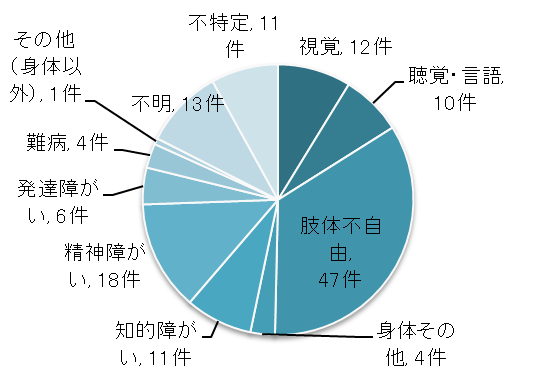 視覚, 12件
聴覚・言語,
10件
肢体不自
由,
47件
身体その
他, 4件
知的障が
い, 11件
精神障が
い, 18件
発達障が
い, 6件
難病, 4件
その他
（身体以
外）, 1件
不明, 13件
不特定, 11
件